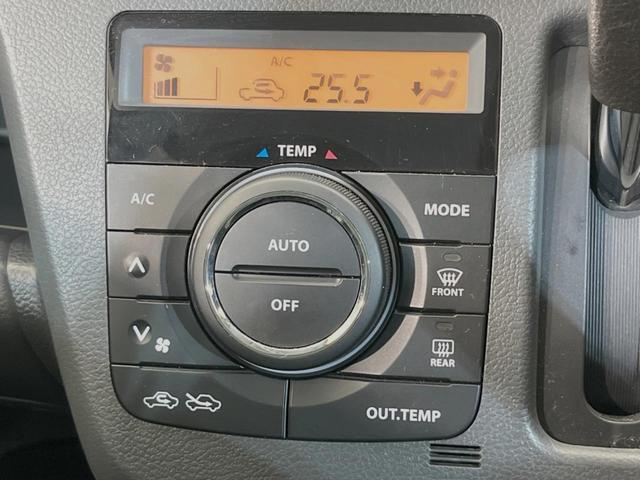 A/C
25.5
TEMP
A/C
MODE
AUTO
OFF
FRONT
REAR
OUT.TEMP